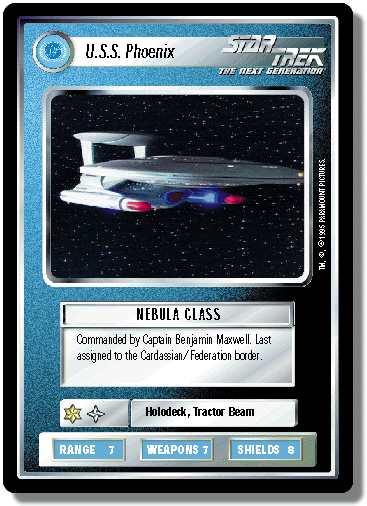 U.S.S. Phoenix
STAR TREK
THE NEXT GENERATION
TM, ®, © 1995 PARAMOUNT PICTURES.
NEBULA CLASS
Commanded by Captain Benjamin Maxwell. Last
assigned to the Cardassian/Federation border.
Holodeck, Tractor Beam
RANGE 7 WEAPONS 7 SHIELDS 8